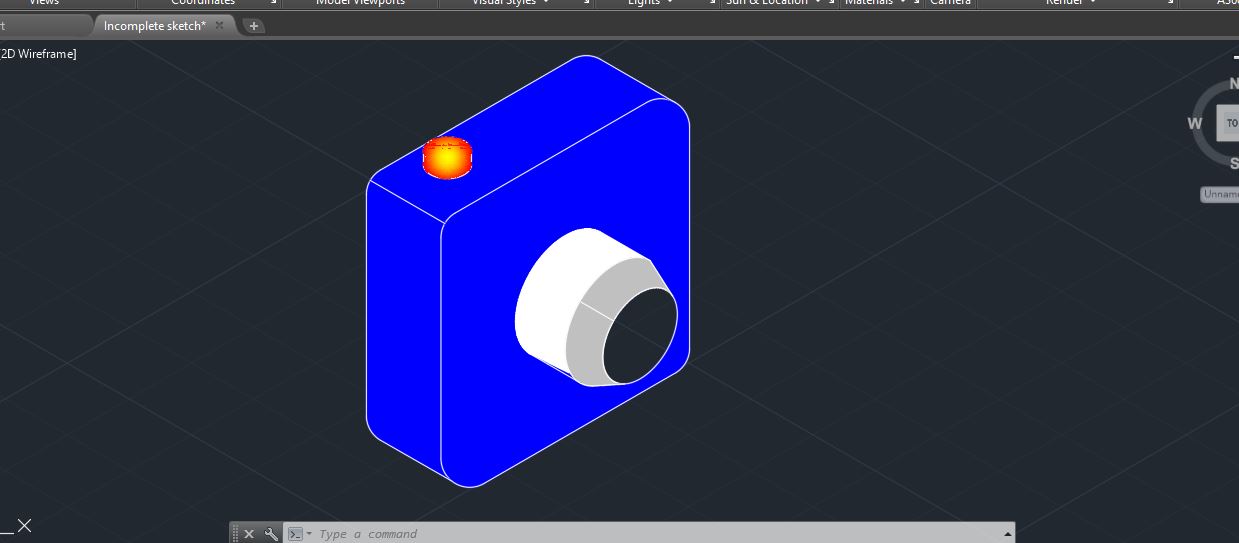 Views Coordinates Model Viewports Visual Styles Lights Sun & Location Materials Camera Render
Incomplete sketch*
2D Wireframe]
N
W
TO
S
Unnam
Type a command